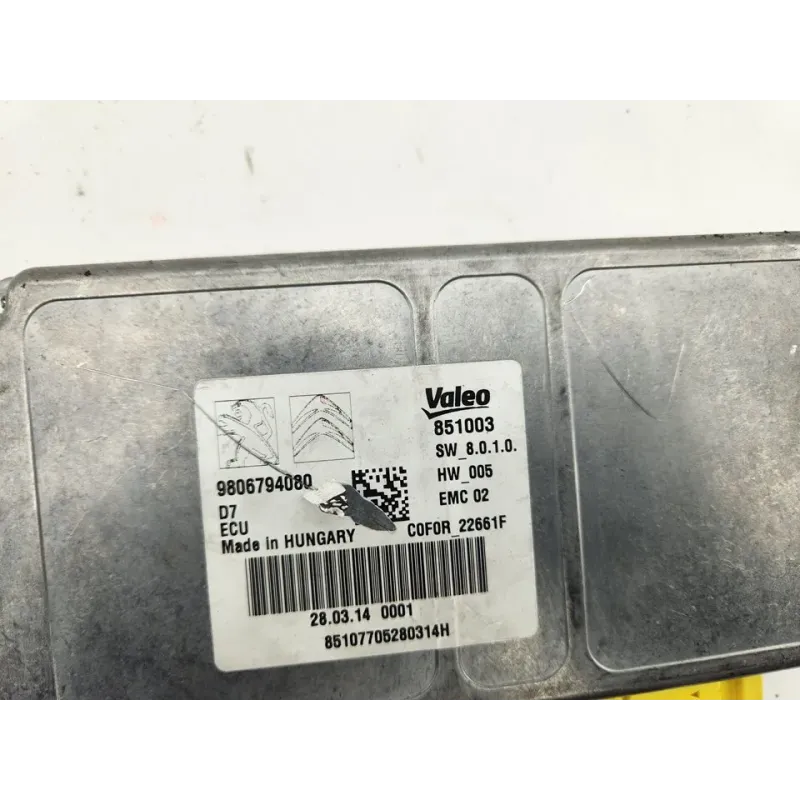 Valeo
851003
SW_8.0.1.0.
HW_005
EMC 02
9806794080
D7
ECU
Made in HUNGARY
COFOR_22661F
28.03.14 0001
85107705280314H